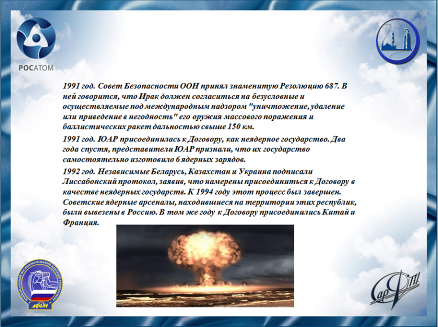 РОСАТОМ
1991 год. Совет Безопасности ООН принял знаменитую Резолюцию 687. В
ней говорится, что Ирак должен согласиться на безусловные и
осуществляемые под международным надзором "уничтожение, удаление
или приведение в негодность" его оружия массового поражения и
баллистических ракет дальностью свыше 150 км.
1991 год. ЮАР присоединилась к Договору, как неядерное государство. Два
года спустя, представители ЮАР признали, что их государство
самостоятельно изготовило 6 ядерных зарядов.
1992 год. Независимые Беларусь, Казахстан и Украина подписали
Лиссабонский протокол, заявив, что намерены присоединиться к Договору в
качестве неядерных государств. К 1994 году этот процесс был завершен.
Советские ядерные арсеналы, находившиеся на территории этих республик,
были вывезены в Россию. В том же году к Договору присоединились Китай и
Франция.